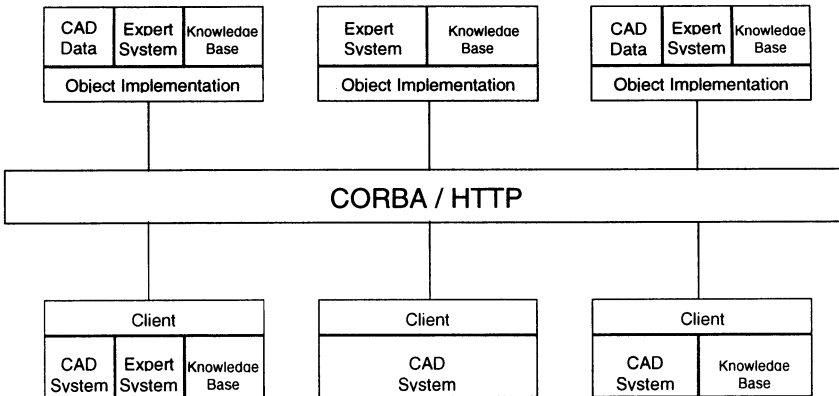 CAD Data
Expert System
Knowledge Base
Object Implementation
Expert System
Knowledge Base
Object Implementation
CAD Data
Expert System
Knowledge Base
Object Implementation
CORBA / HTTP
Client
CAD System
Expert System
Knowledge Base
Client
CAD System
Client
CAD System
Knowledge Base